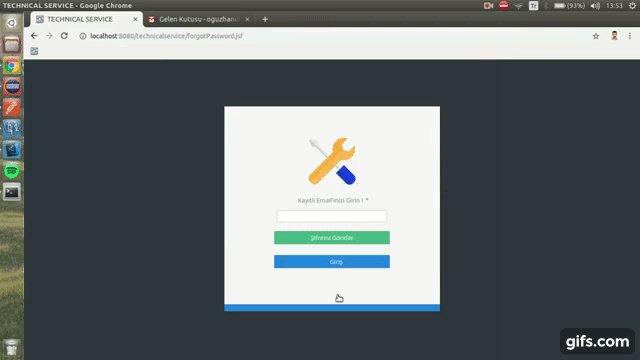 TECHNICAL SERVICE - Google Chrome
Tr
(93%)
13:53
TECHNICAL SERVICE
Gelen Kutusu - oguzhan
localhost:8080/technicalservice/forgotPassword.jsf
Kayıtlı Email'inizi Girin ! *
Şifremi Gönder
Giriş
gifs.com